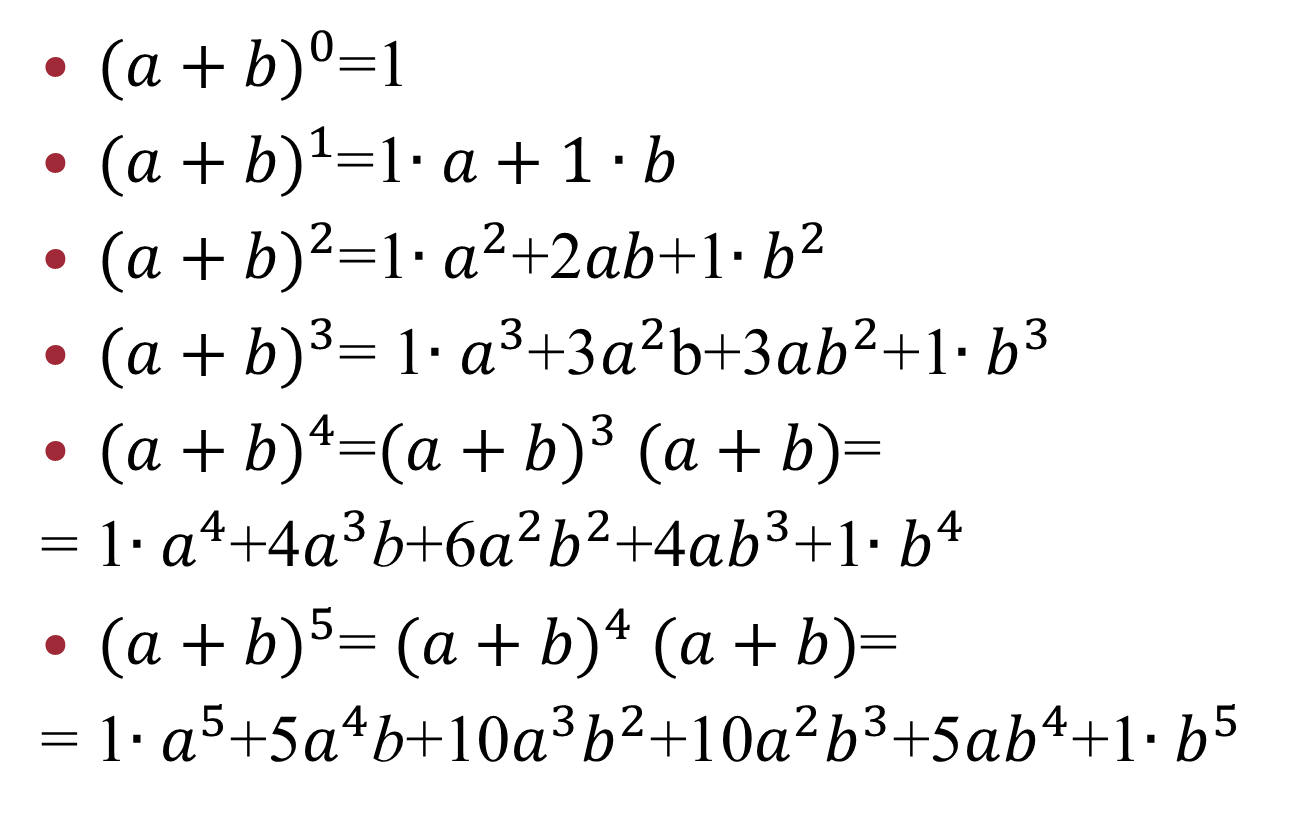 • (𝑎 + 𝑏)⁰=1
• (𝑎 + 𝑏)¹=1· 𝑎 + 1 · 𝑏
• (𝑎 + 𝑏)²=1· 𝑎²+2𝑎𝑏+1· 𝑏²
• (𝑎 + 𝑏)³= 1· 𝑎³+3𝑎²b+3𝑎𝑏²+1· 𝑏³
• (𝑎 + 𝑏)⁴=(𝑎 + 𝑏)³ (𝑎 + 𝑏)=
= 1· 𝑎⁴+4𝑎³𝑏+6𝑎²𝑏²+4𝑎𝑏³+1· 𝑏⁴
• (𝑎 + 𝑏)⁵= (𝑎 + 𝑏)⁴ (𝑎 + 𝑏)=
= 1· 𝑎⁵+5𝑎⁴𝑏+10𝑎³𝑏²+10𝑎²𝑏³+5𝑎𝑏⁴+1· 𝑏⁵